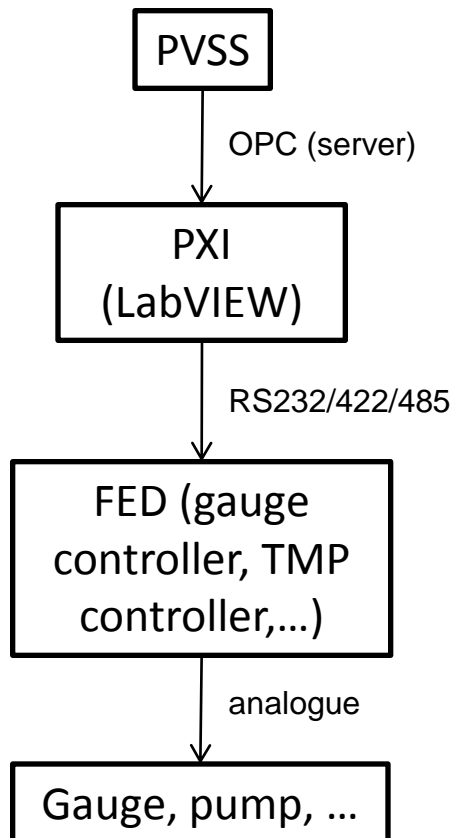 PVSS
OPC (server)
PXI
(LabVIEW)
RS232/422/485
FED (gauge
controller, TMP
controller,…)
analogue
Gauge, pump, …